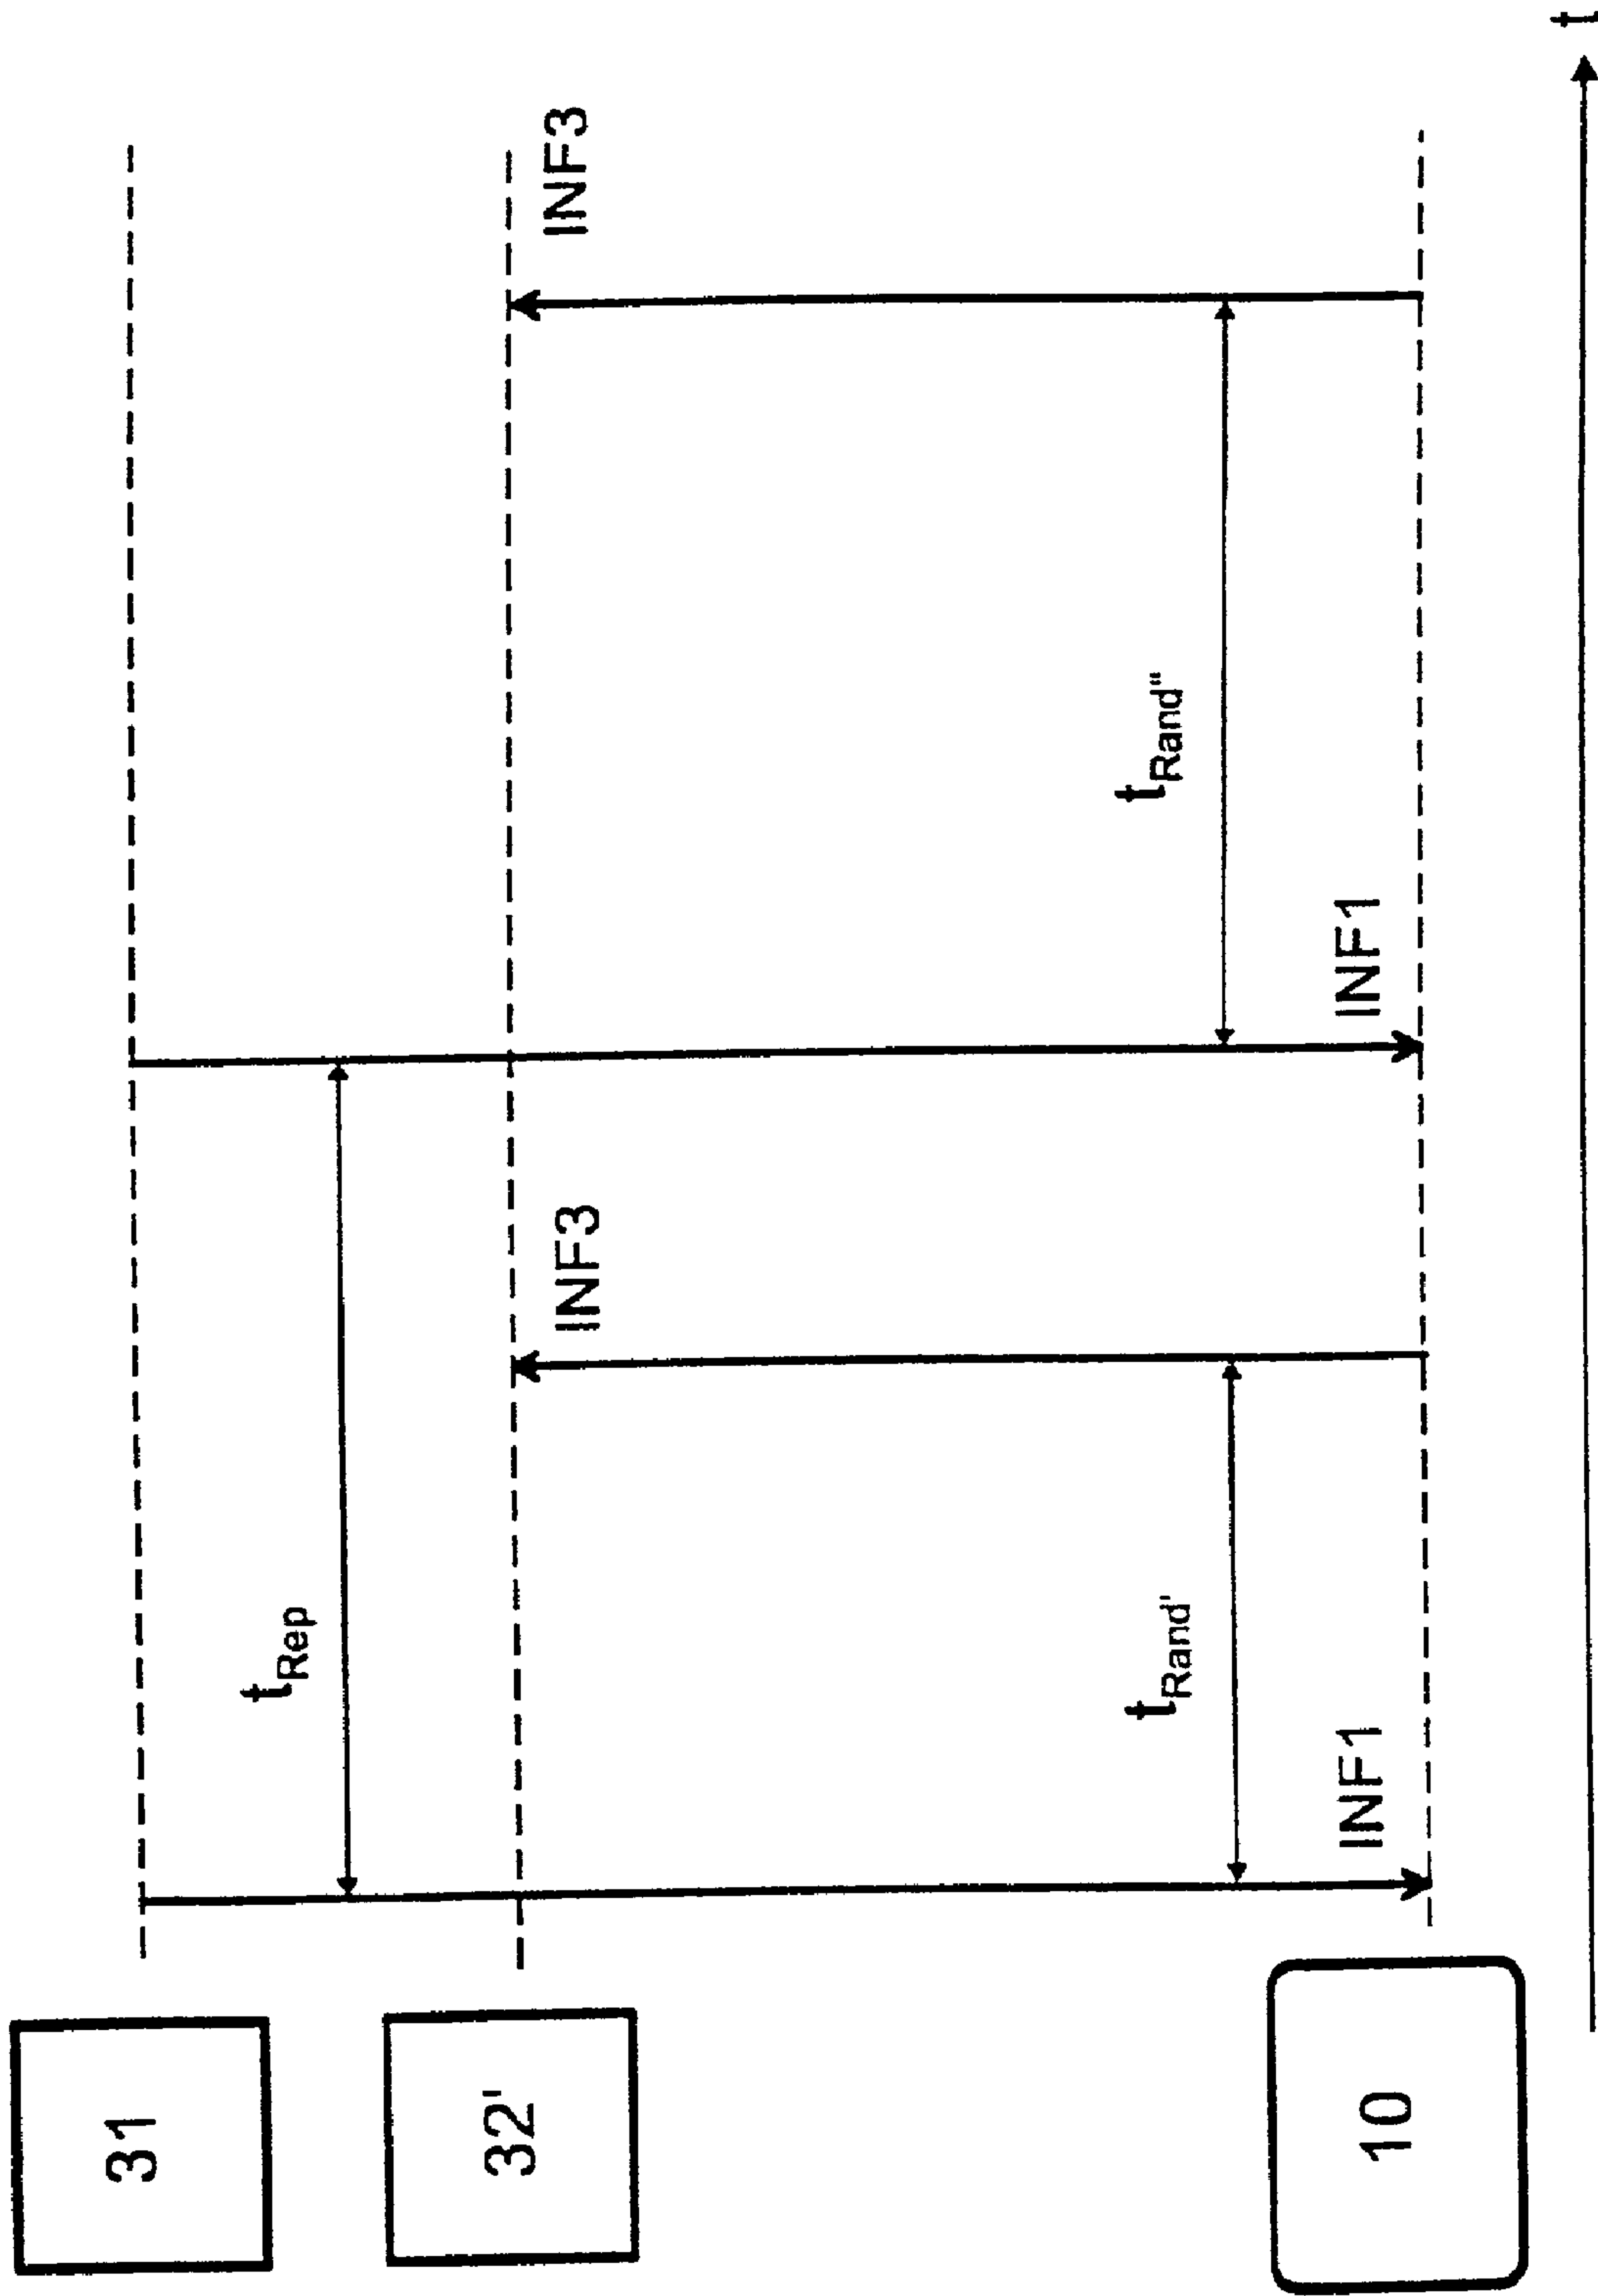 31
32'
10
t_Rep
INF3
INF3
t_Rand'
t_Rand"
INF1
INF1
t